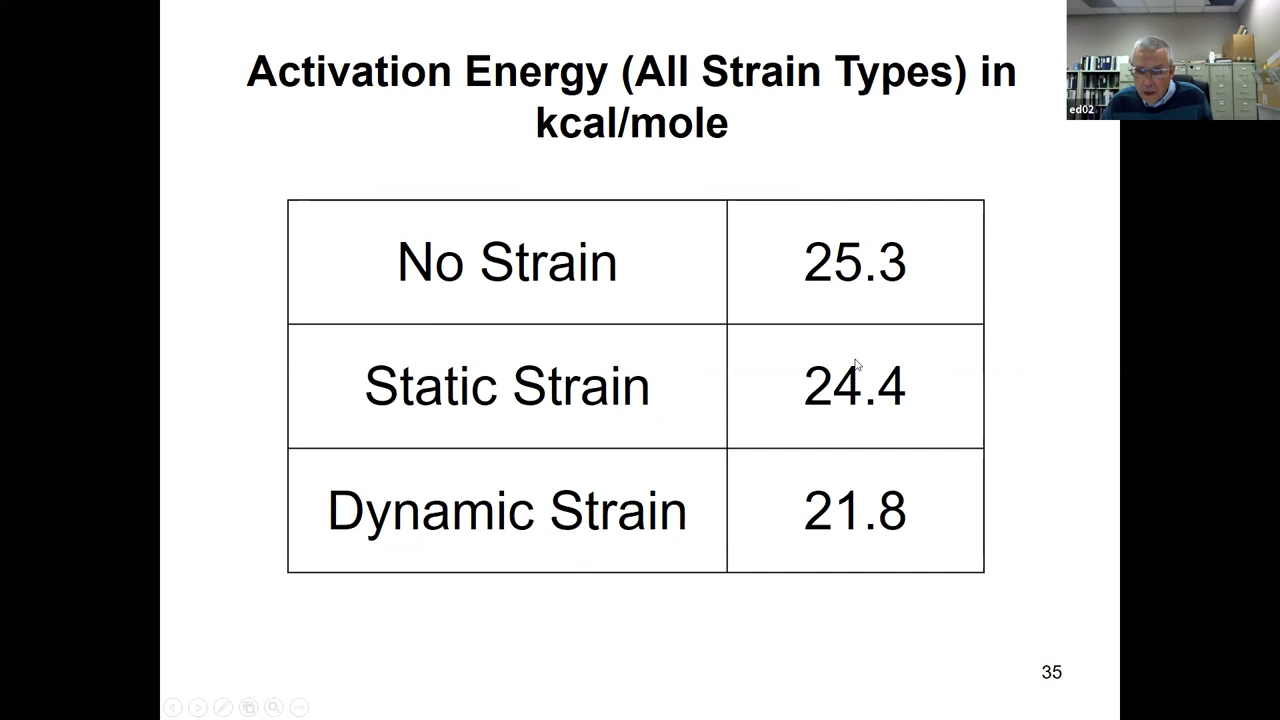 Activation Energy (All Strain Types) in
kcal/mole
ed02
No Strain 25.3
Static Strain 24.4
Dynamic Strain 21.8
35